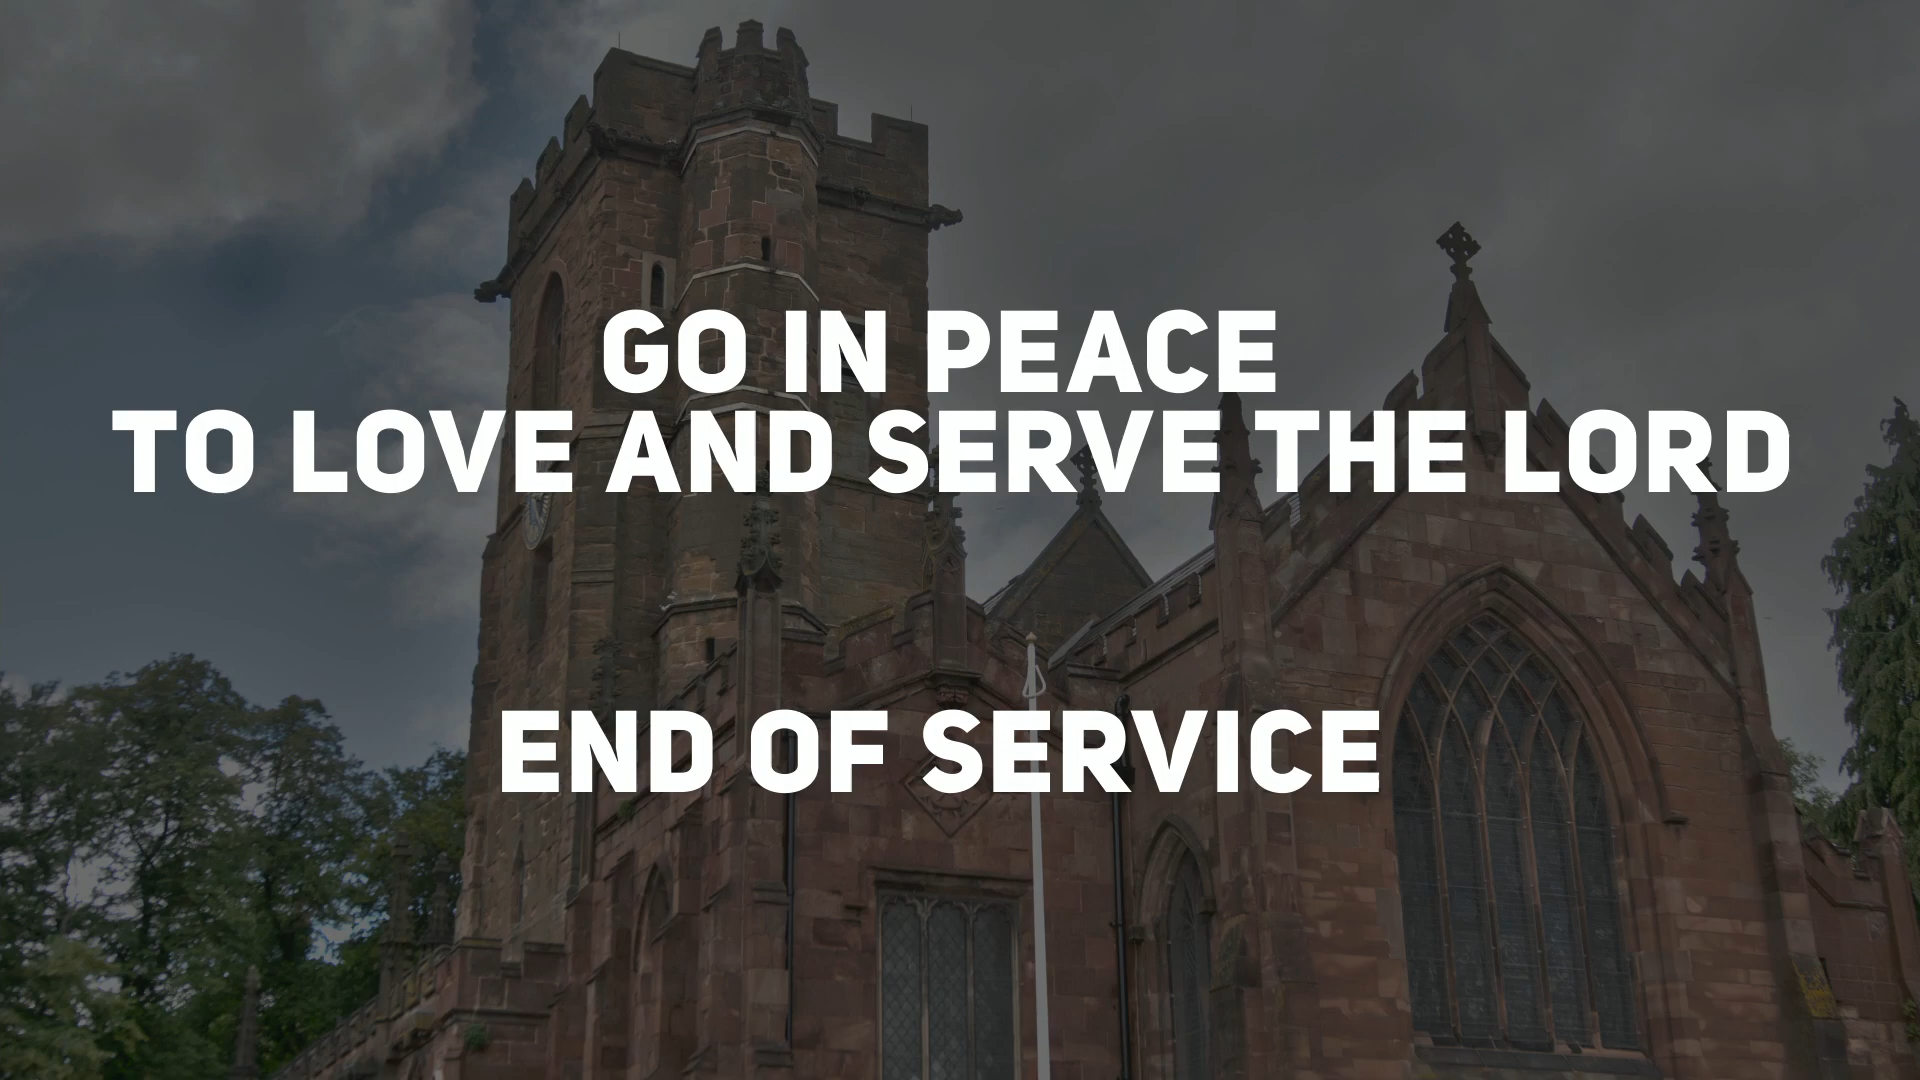 GO IN PEACE
TO LOVE AND SERVE THE LORD
END OF SERVICE